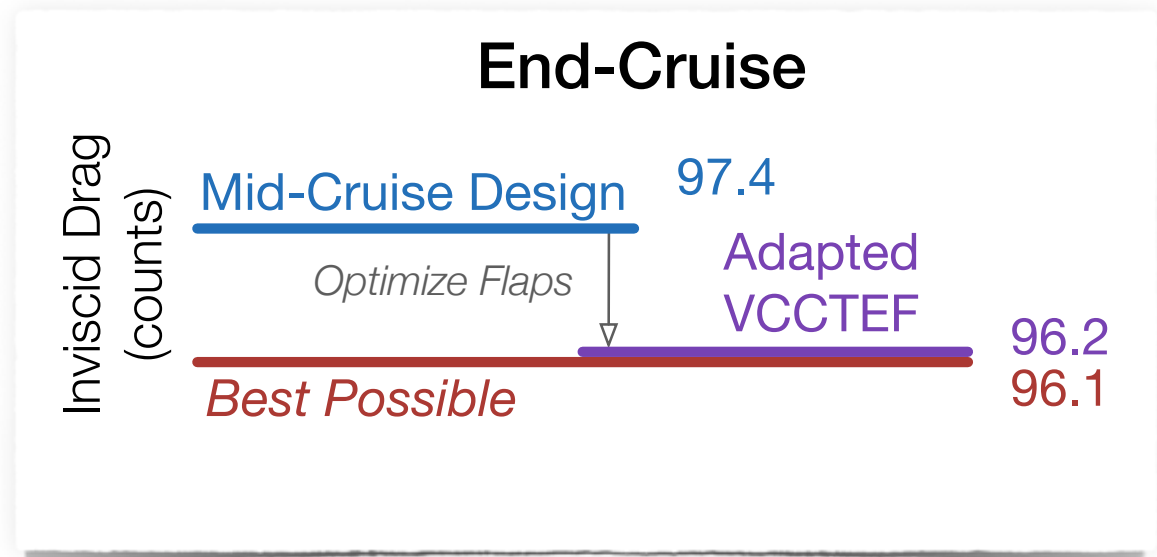 End-Cruise
Inviscid Drag
(counts)
Mid-Cruise Design
97.4
Optimize Flaps
Adapted
VCCTEF
96.2
96.1
Best Possible